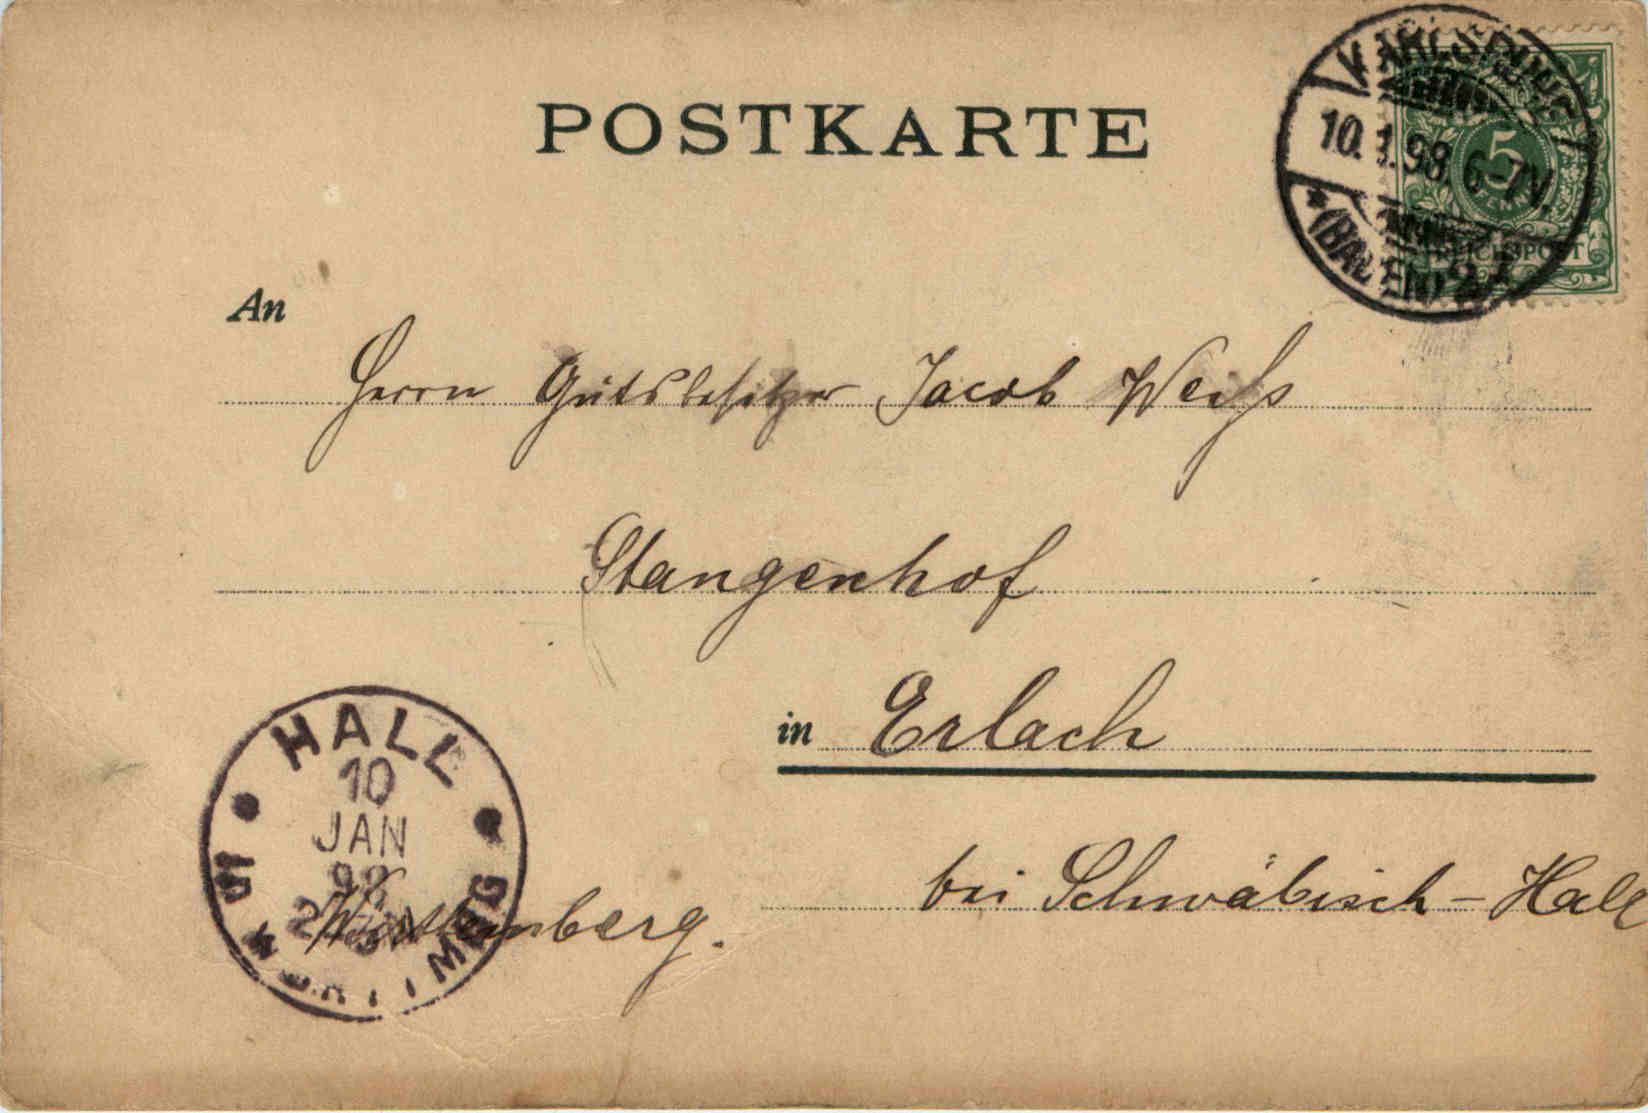 POSTKARTE
KARLSRUHE
10.1.98. 6-7V.
*(BADEN) 2
5
REICHSPOST
An
Herrn Gutsbesitzer Jacob Weiß
Stangenhof
in Erlach
bei Schwäbisch-Hall
Württemberg.
HALL
10
JAN
98